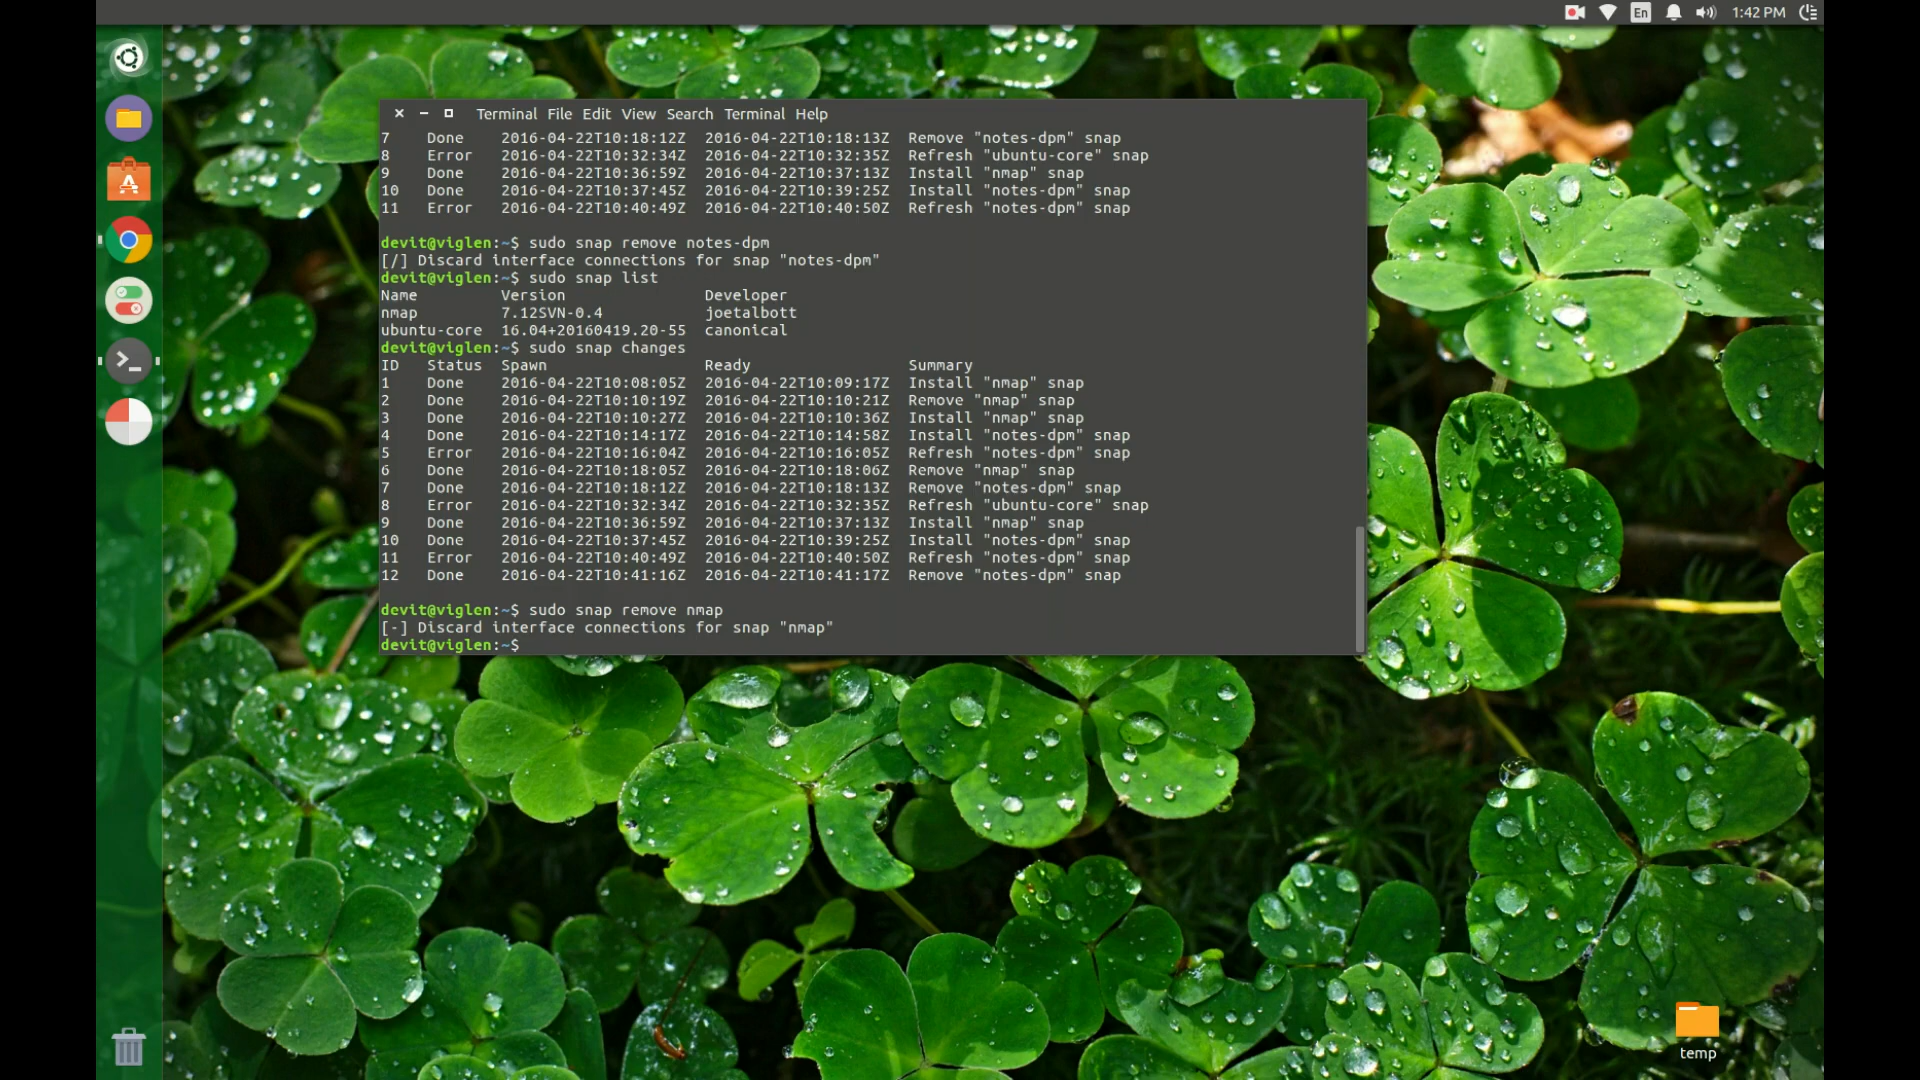 En 1:42 PM
Terminal File Edit View Search Terminal Help
7 Done 2016-04-22T10:18:12Z 2016-04-22T10:18:13Z Remove "notes-dpm" snap
8 Error 2016-04-22T10:32:34Z 2016-04-22T10:32:35Z Refresh "ubuntu-core" snap
9 Done 2016-04-22T10:36:59Z 2016-04-22T10:37:13Z Install "nmap" snap
10 Done 2016-04-22T10:37:45Z 2016-04-22T10:39:25Z Install "notes-dpm" snap
11 Error 2016-04-22T10:40:49Z 2016-04-22T10:40:50Z Refresh "notes-dpm" snap
devit@viglen:~$ sudo snap remove notes-dpm
[/] Discard interface connections for snap "notes-dpm"
devit@viglen:~$ sudo snap list
Name Version Developer
nmap 7.12SVN-0.4 joetalbott
ubuntu-core 16.04+20160419.20-55 canonical
devit@viglen:~$ sudo snap changes
ID Status Spawn Ready Summary
1 Done 2016-04-22T10:08:05Z 2016-04-22T10:09:17Z Install "nmap" snap
2 Done 2016-04-22T10:10:19Z 2016-04-22T10:10:21Z Remove "nmap" snap
3 Done 2016-04-22T10:10:27Z 2016-04-22T10:10:36Z Install "nmap" snap
4 Done 2016-04-22T10:14:17Z 2016-04-22T10:14:58Z Install "notes-dpm" snap
5 Error 2016-04-22T10:16:04Z 2016-04-22T10:16:05Z Refresh "notes-dpm" snap
6 Done 2016-04-22T10:18:05Z 2016-04-22T10:18:06Z Remove "nmap" snap
7 Done 2016-04-22T10:18:12Z 2016-04-22T10:18:13Z Remove "notes-dpm" snap
8 Error 2016-04-22T10:32:34Z 2016-04-22T10:32:35Z Refresh "ubuntu-core" snap
9 Done 2016-04-22T10:36:59Z 2016-04-22T10:37:13Z Install "nmap" snap
10 Done 2016-04-22T10:37:45Z 2016-04-22T10:39:25Z Install "notes-dpm" snap
11 Error 2016-04-22T10:40:49Z 2016-04-22T10:40:50Z Refresh "notes-dpm" snap
12 Done 2016-04-22T10:41:16Z 2016-04-22T10:41:17Z Remove "notes-dpm" snap
devit@viglen:~$ sudo snap remove nmap
[-] Discard interface connections for snap "nmap"
devit@viglen:~$
temp